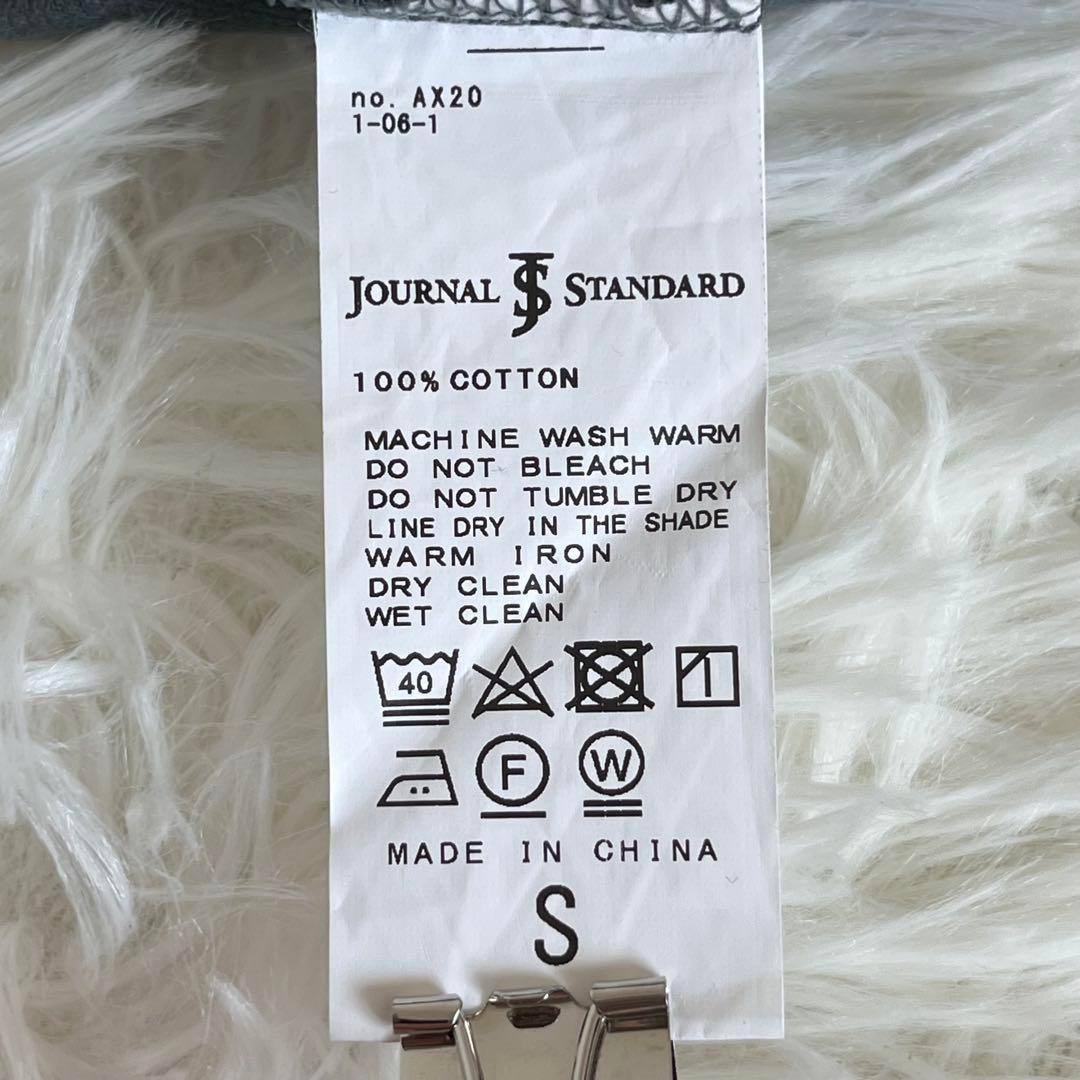 no. AX20
1-06-1
JOURNAL JS STANDARD
100% COTTON
MACHINE WASH WARM
DO NOT BLEACH
DO NOT TUMBLE DRY
LINE DRY IN THE SHADE
WARM IRON
DRY CLEAN
WET CLEAN
40
F W
MADE IN CHINA
S